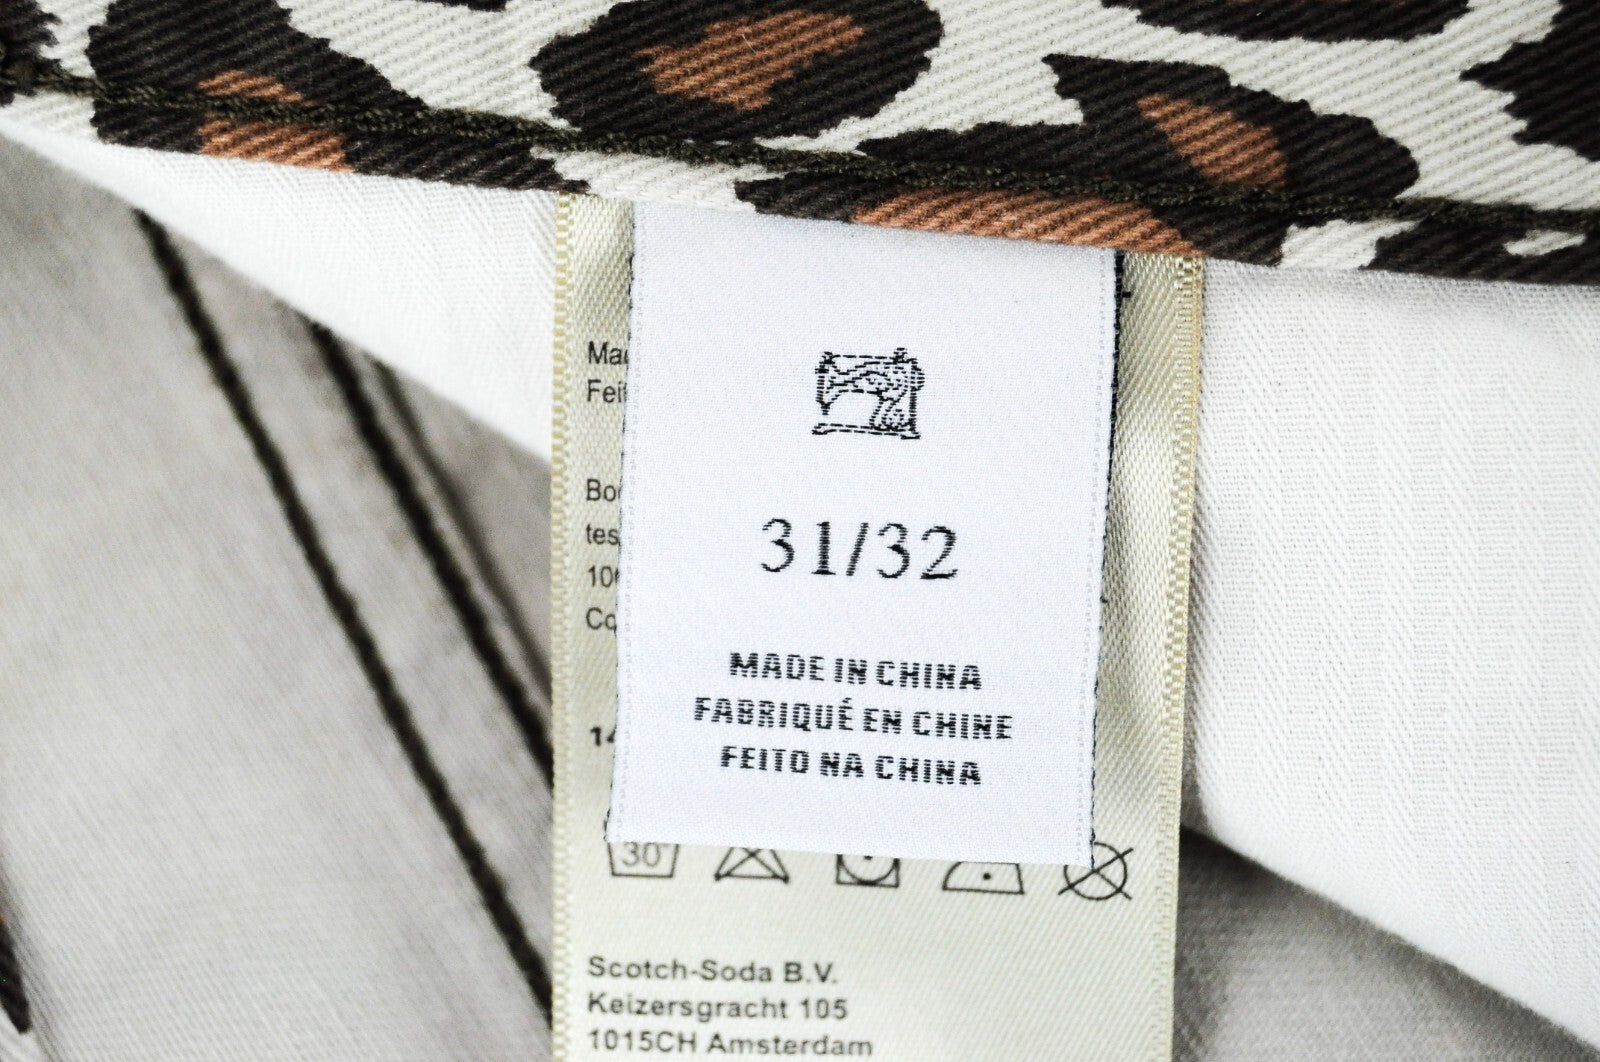 31/32
MADE IN CHINA
FABRIQUÉ EN CHINE
FEITO NA CHINA
30°
Scotch-Soda B.V.
Keizersgracht 105
1015CH Amsterdam